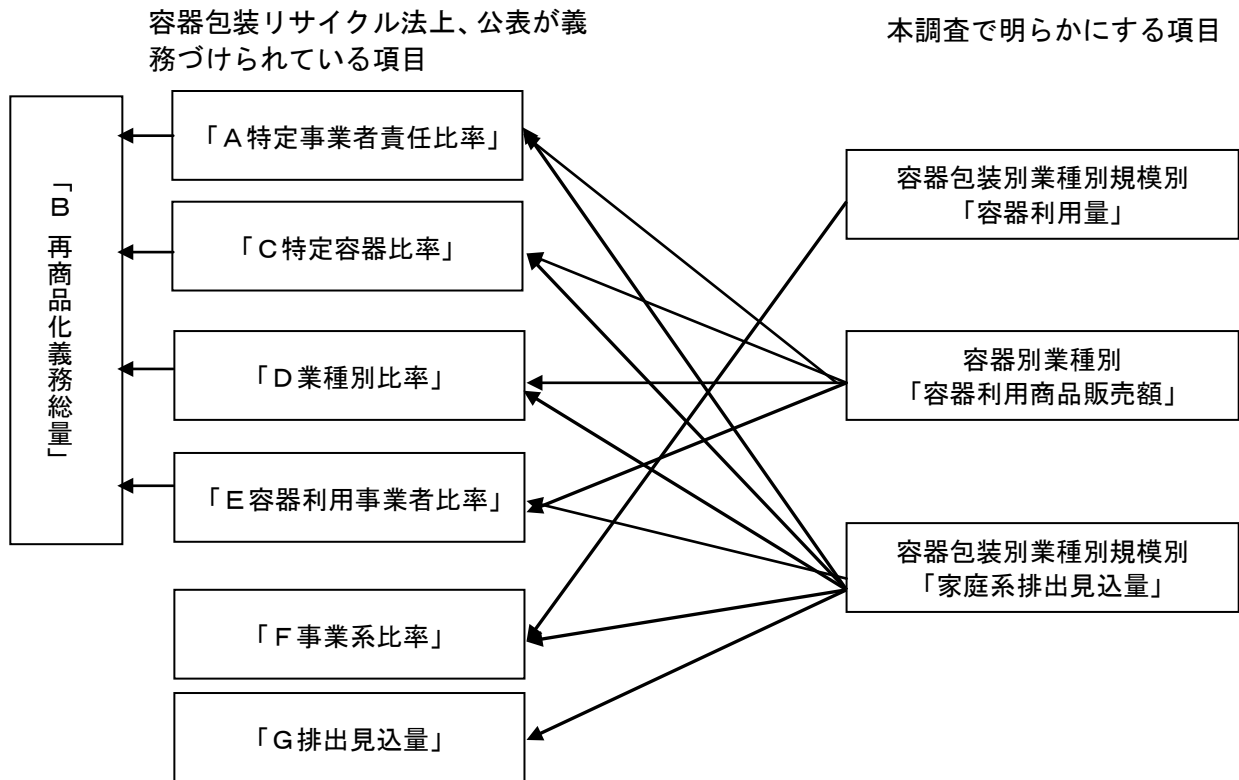 容器包装リサイクル法上、公表が義
務づけられている項目
本調査で明らかにする項目
「B 再商品化義務総量」
「A特定事業者責任比率」
「C特定容器比率」
「D業種別比率」
「E容器利用事業者比率」
「F事業系比率」
「G排出見込量」
容器包装別業種別規模別
「容器利用量」
容器別業種別
「容器利用商品販売額」
容器包装別業種別規模別
「家庭系排出見込量」